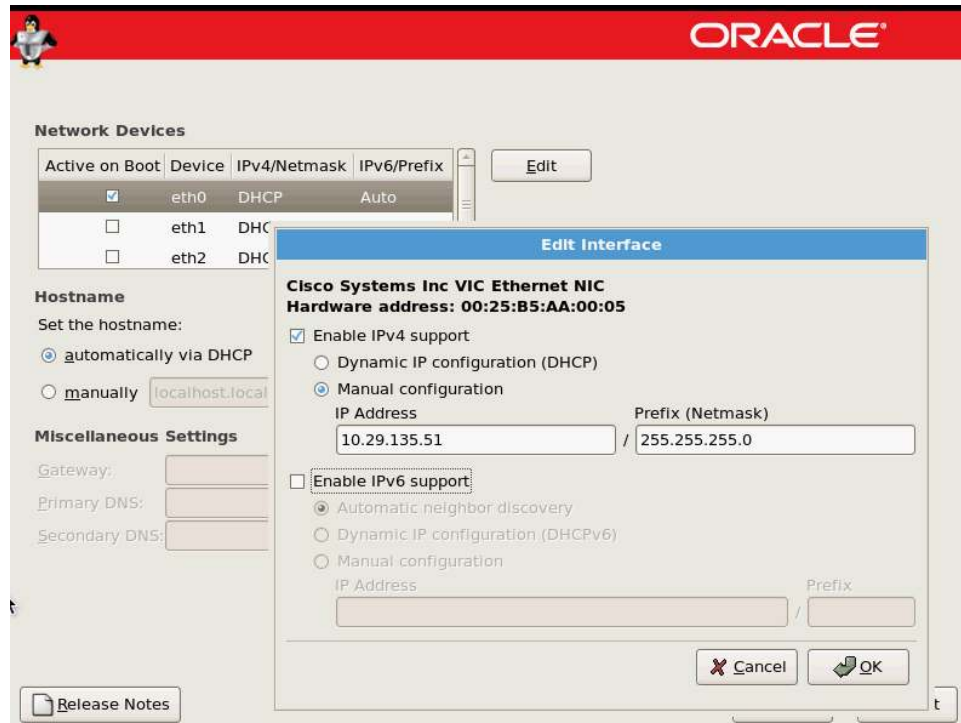 ORACLE
Network Devices
Active on Boot Device IPv4/Netmask IPv6/Prefix
Edit
eth0 DHCP Auto
eth1
eth2
Edit Interface
Cisco Systems Inc VIC Ethernet NIC
Hardware address: 00:25:B5:AA:00:05
Enable IPv4 support
Dynamic IP configuration (DHCP)
Manual configuration
IP Address Prefix (Netmask)
10.29.135.51 / 255.255.255.0
Enable IPv6 support
Automatic neighbor discovery
Dynamic IP configuration (DHCPv6)
Manual configuration
IP Address Prefix
/
Cancel OK
Hostname
Set the hostname:
automatically via DHCP
manually localhost.local
Miscellaneous Settings
Gateway:
Primary DNS:
Secondary DNS:
Release Notes